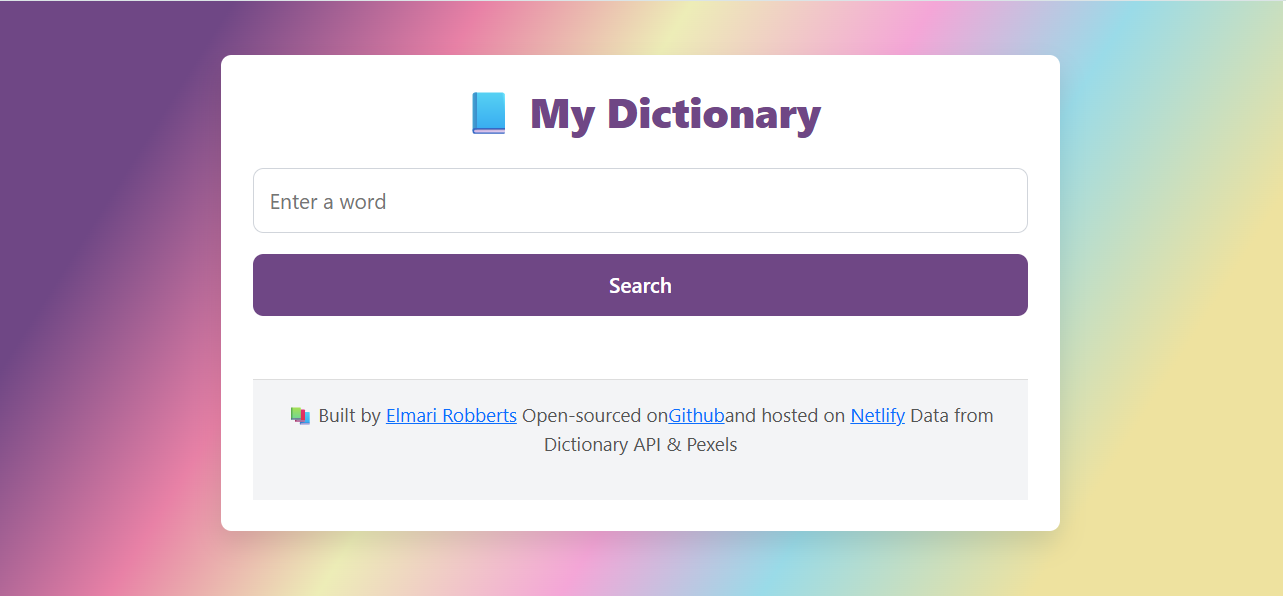 My Dictionary
Enter a word
Search
Built by Elmari Robberts Open-sourced onGithuband hosted on Netlify Data from
Dictionary API & Pexels